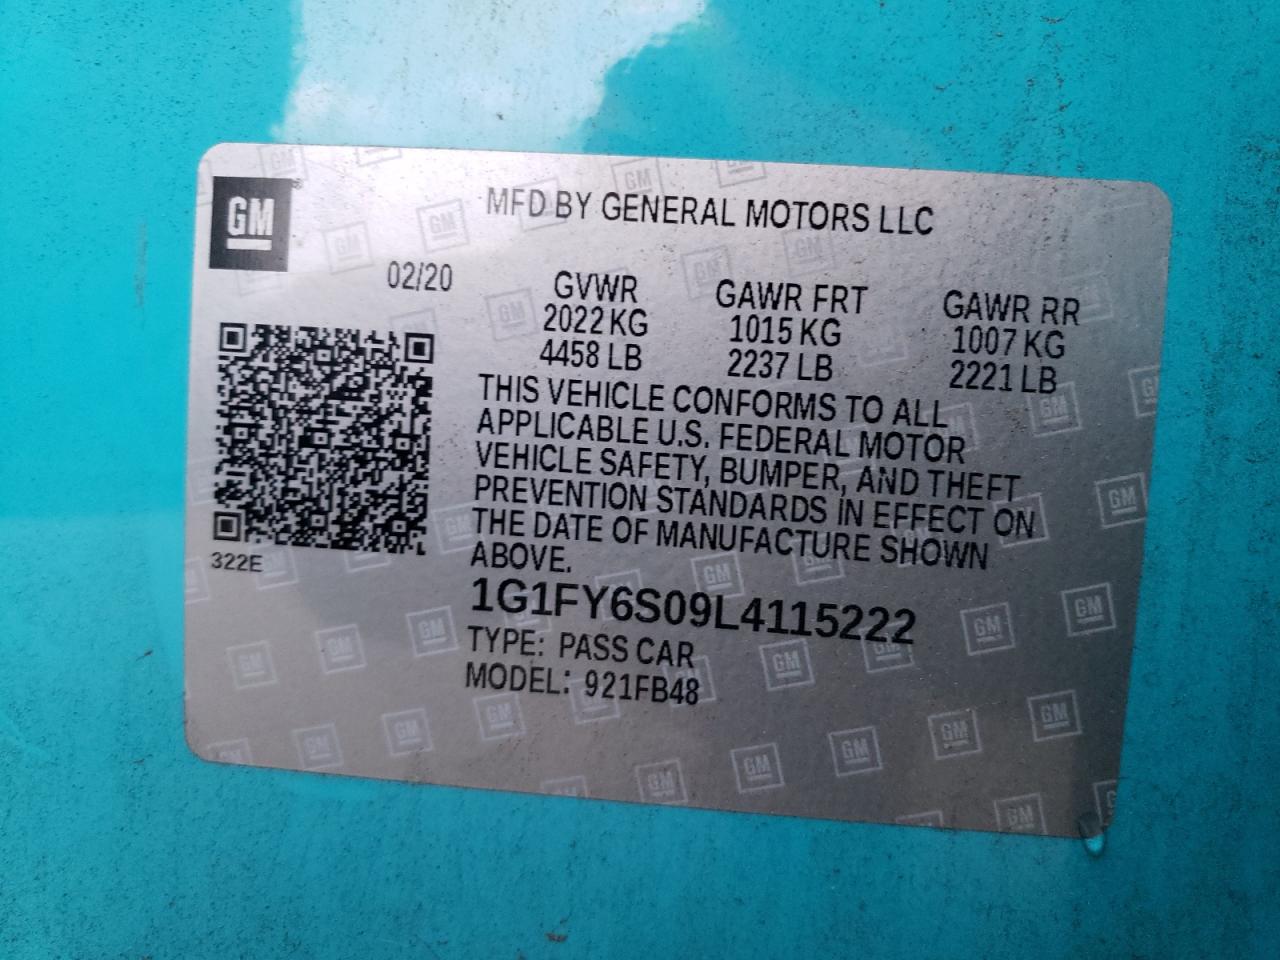 GM
MFD BY GENERAL MOTORS LLC
02/20
GVWR GAWR FRT GAWR RR
2022 KG 1015 KG 1007 KG
4458 LB 2237 LB 2221 LB
THIS VEHICLE CONFORMS TO ALL
APPLICABLE U.S. FEDERAL MOTOR
VEHICLE SAFETY, BUMPER, AND THEFT
PREVENTION STANDARDS IN EFFECT ON
THE DATE OF MANUFACTURE SHOWN
ABOVE.
322E
1G1FY6S09L4115222
TYPE: PASS CAR
MODEL: 921FB48